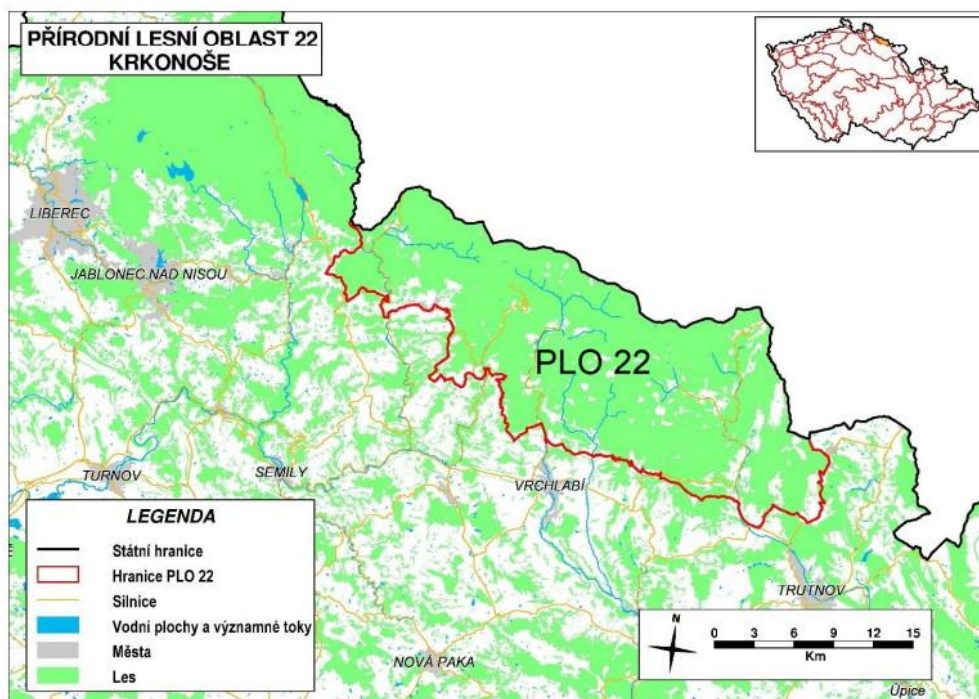 PŘÍRODNÍ LESNÍ OBLAST 22
KRKONOŠE
LIBEREC
JABLONEC NAD NISOU
PLO 22
TURNOV
SEMILY
VRCHLABÍ
TRUTNOV
NOVÁ PAKA
Úpice
LEGENDA
Státní hranice
Hranice PLO 22
Silnice
Vodní plochy a významné toky
Města
Les
N
0 3 6 9 12 15
Km